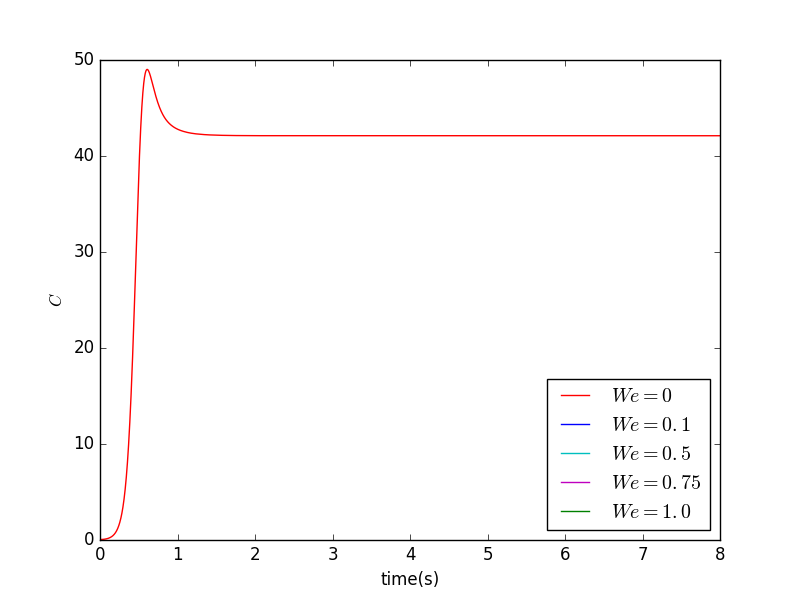 50
40
30
20
10
0
C
0 1 2 3 4 5 6 7 8
time(s)
We = 0
We = 0.1
We = 0.5
We = 0.75
We = 1.0